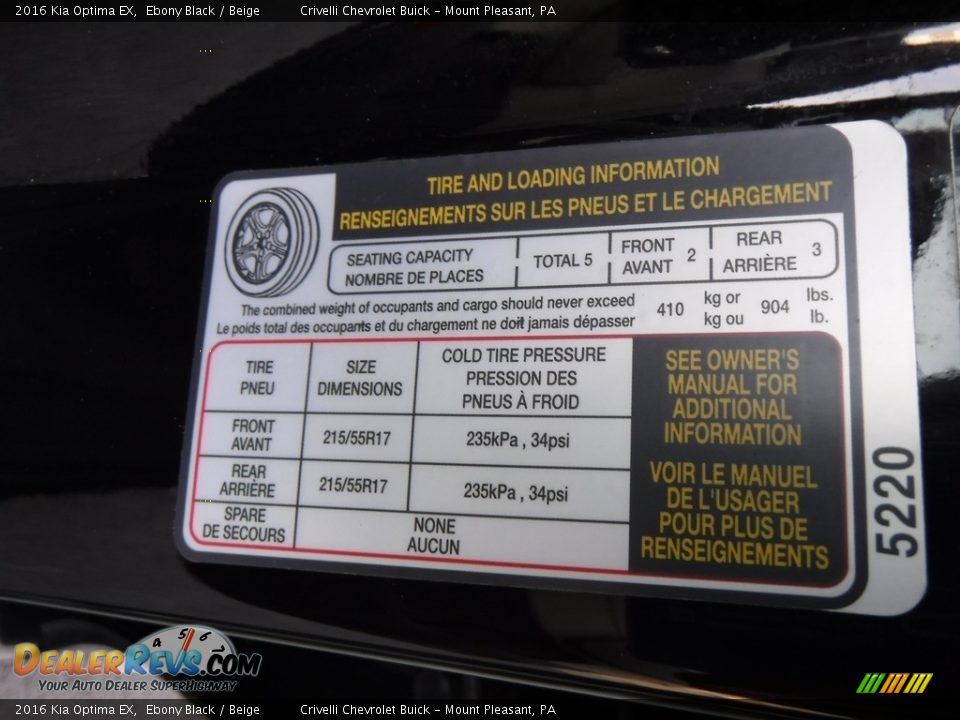 2016 Kia Optima EX, Ebony Black / Beige Crivelli Chevrolet Buick - Mount Pleasant, PA
TIRE AND LOADING INFORMATION
RENSEIGNEMENTS SUR LES PNEUS ET LE CHARGEMENT
SEATING CAPACITY
NOMBRE DE PLACES
TOTAL 5
FRONT
AVANT 2
REAR
ARRIÈRE 3
The combined weight of occupants and cargo should never exceed 410 kg or 904 lbs.
Le poids total des occupants et du chargement ne doit jamais dépasser kg ou lb.
TIRE
PNEU
SIZE
DIMENSIONS
COLD TIRE PRESSURE
PRESSION DES
PNEUS À FROID
FRONT
AVANT
215/55R17
235kPa , 34psi
REAR
ARRIÈRE
215/55R17
235kPa , 34psi
SPARE
DE SECOURS
NONE
AUCUN
SEE OWNER'S
MANUAL FOR
ADDITIONAL
INFORMATION
VOIR LE MANUEL
DE L'USAGER
POUR PLUS DE
RENSEIGNEMENTS
5220
4 5 6
DEALERREVS.COM
YOUR AUTO DEALER SUPERHIGHWAY
2016 Kia Optima EX, Ebony Black / Beige Crivelli Chevrolet Buick - Mount Pleasant, PA